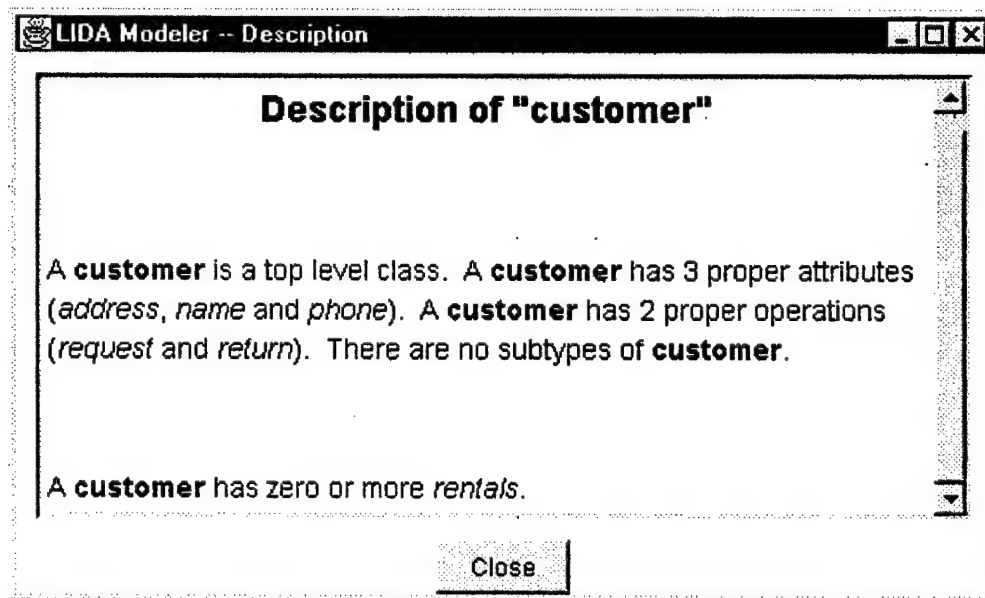 LIDA Modeler -- Description
Description of "customer"
A customer is a top level class. A customer has 3 proper attributes
(address, name and phone). A customer has 2 proper operations
(request and return). There are no subtypes of customer.
A customer has zero or more rentals.
Close